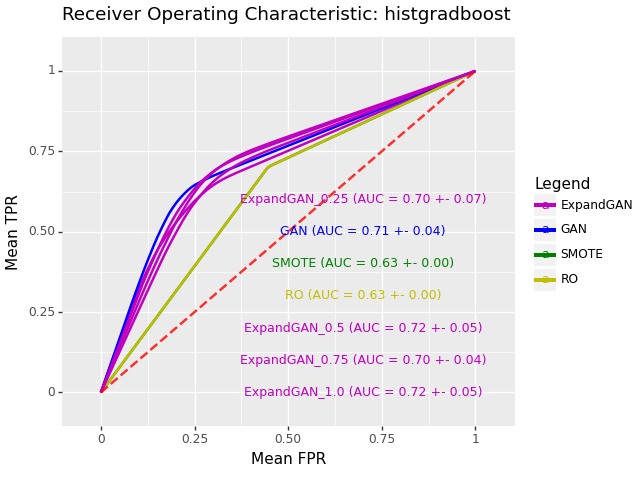 Receiver Operating Characteristic: histgradboost
1
0.75
0.50
0.25
0
Mean TPR
ExpandGAN_0.25 (AUC = 0.70 +- 0.07)
GAN (AUC = 0.71 +- 0.04)
SMOTE (AUC = 0.63 +- 0.00)
RO (AUC = 0.63 +- 0.00)
ExpandGAN_0.5 (AUC = 0.72 +- 0.05)
ExpandGAN_0.75 (AUC = 0.70 +- 0.04)
ExpandGAN_1.0 (AUC = 0.72 +- 0.05)
0 0.25 0.50 0.75 1
Mean FPR
Legend
a ExpandGAN
a GAN
a SMOTE
a RO